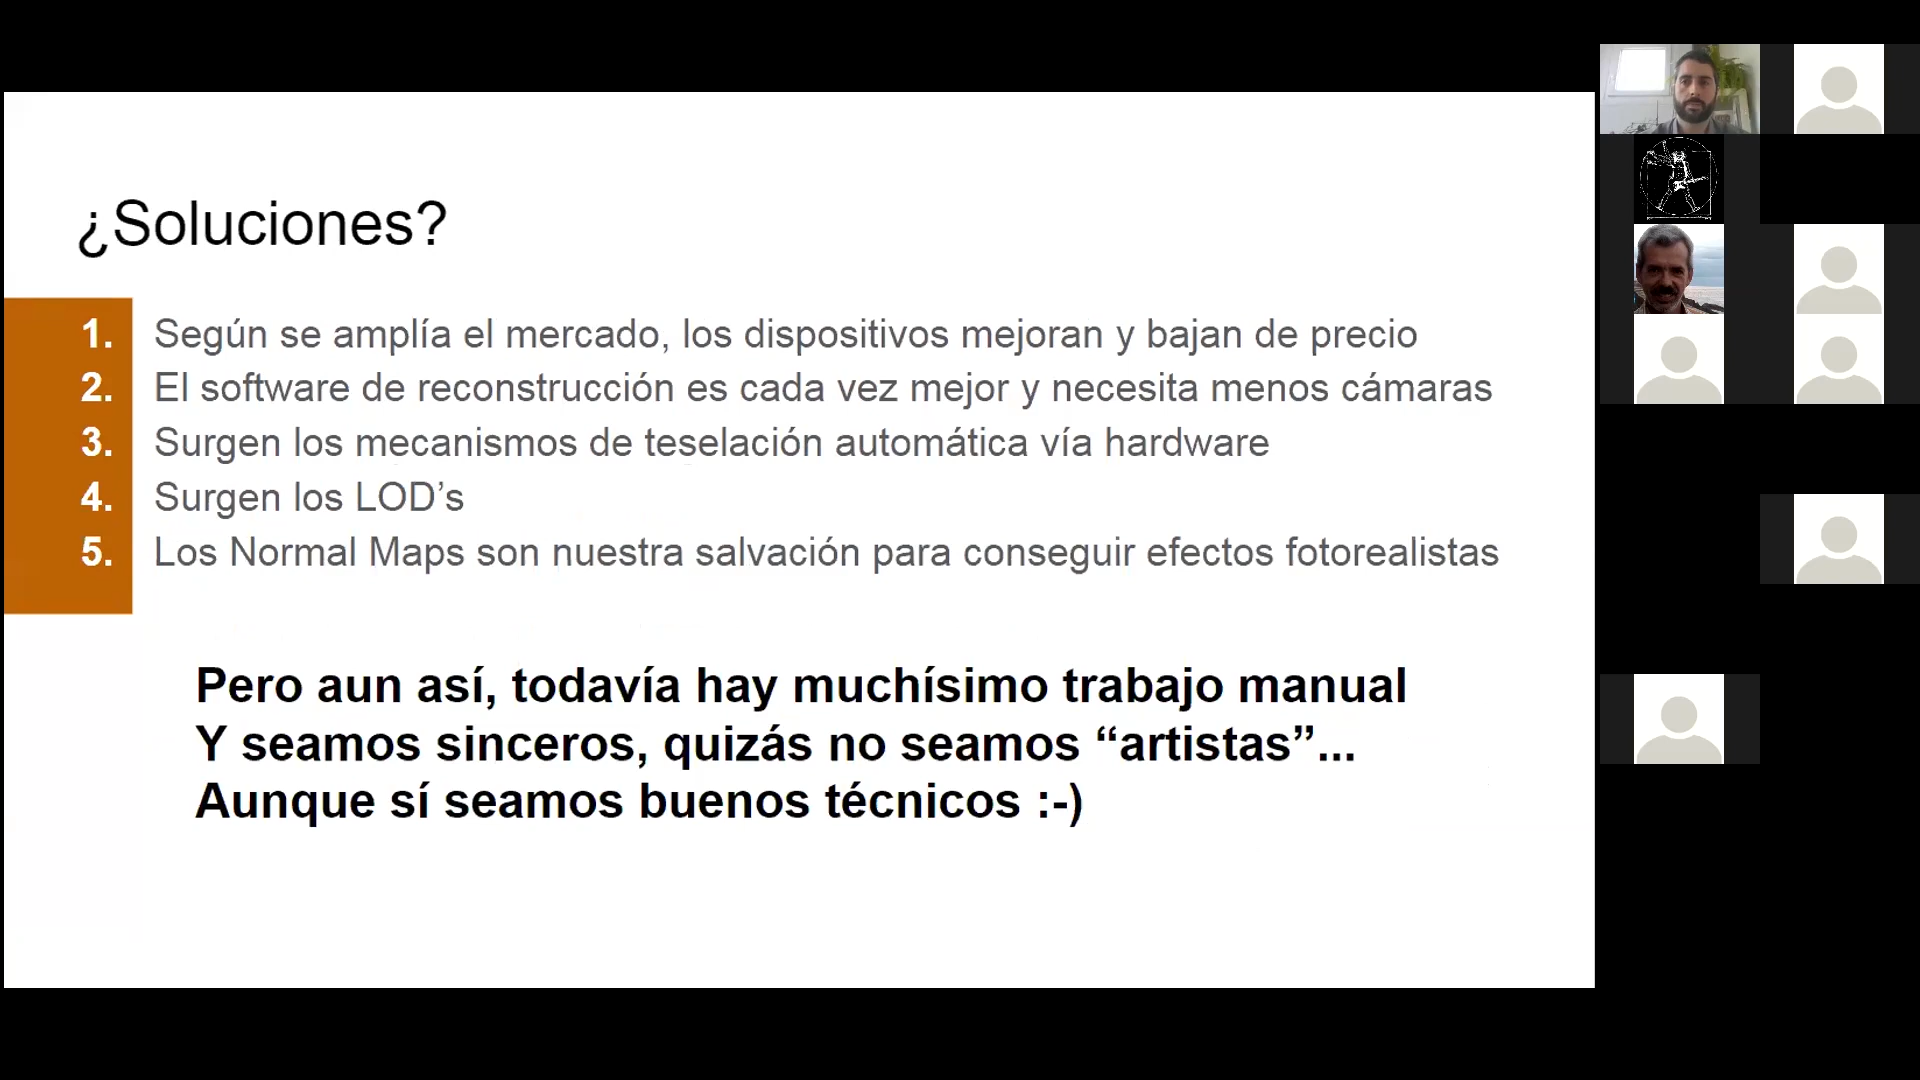 ¿Soluciones?
1. Según se amplía el mercado, los dispositivos mejoran y bajan de precio
2. El software de reconstrucción es cada vez mejor y necesita menos cámaras
3. Surgen los mecanismos de teselación automática vía hardware
4. Surgen los LOD’s
5. Los Normal Maps son nuestra salvación para conseguir efectos fotorealistas
Pero aun así, todavía hay muchísimo trabajo manual
Y seamos sinceros, quizás no seamos “artistas”...
Aunque sí seamos buenos técnicos :-)